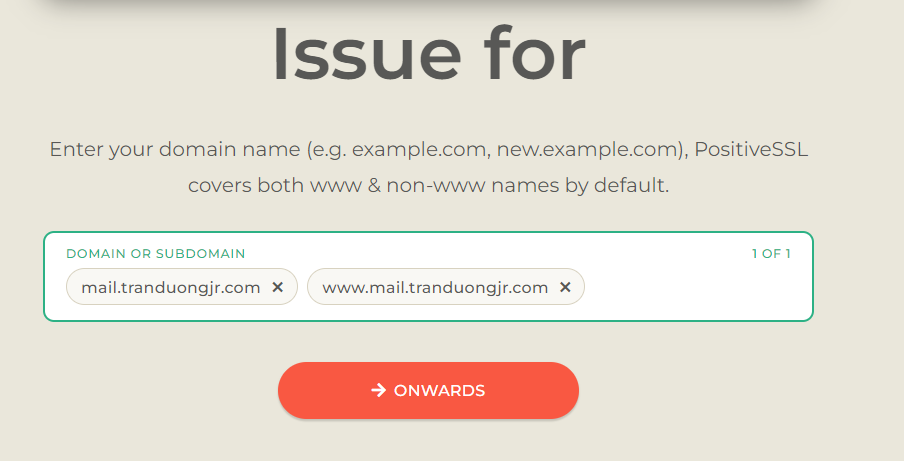 Issue for
Enter your domain name (e.g. example.com, new.example.com), PositiveSSL
covers both www & non-www names by default.
DOMAIN OR SUBDOMAIN 1 OF 1
mail.tranduongjr.com ✕ www.mail.tranduongjr.com ✕
→ ONWARDS